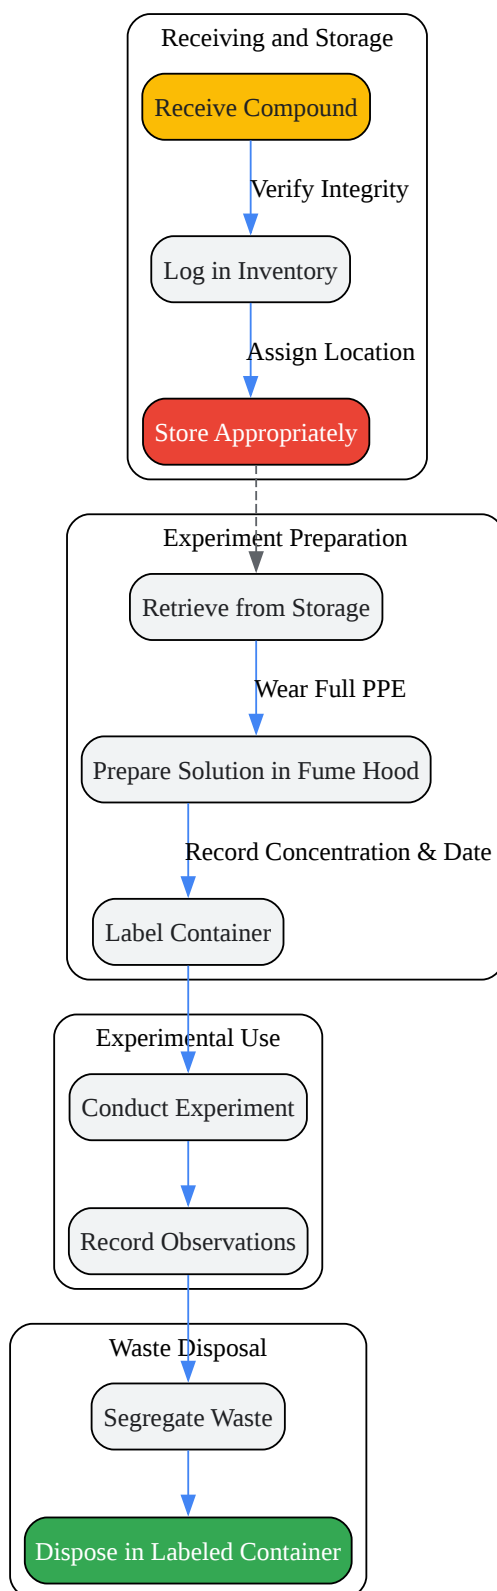 Receiving and Storage
Receive Compound
Verify Integrity
Log in Inventory
Assign Location
Store Appropriately
Experiment Preparation
Retrieve from Storage
Wear Full PPE
Prepare Solution in Fume Hood
Record Concentration & Date
Label Container
Experimental Use
Conduct Experiment
Record Observations
Waste Disposal
Segregate Waste
Dispose in Labeled Container